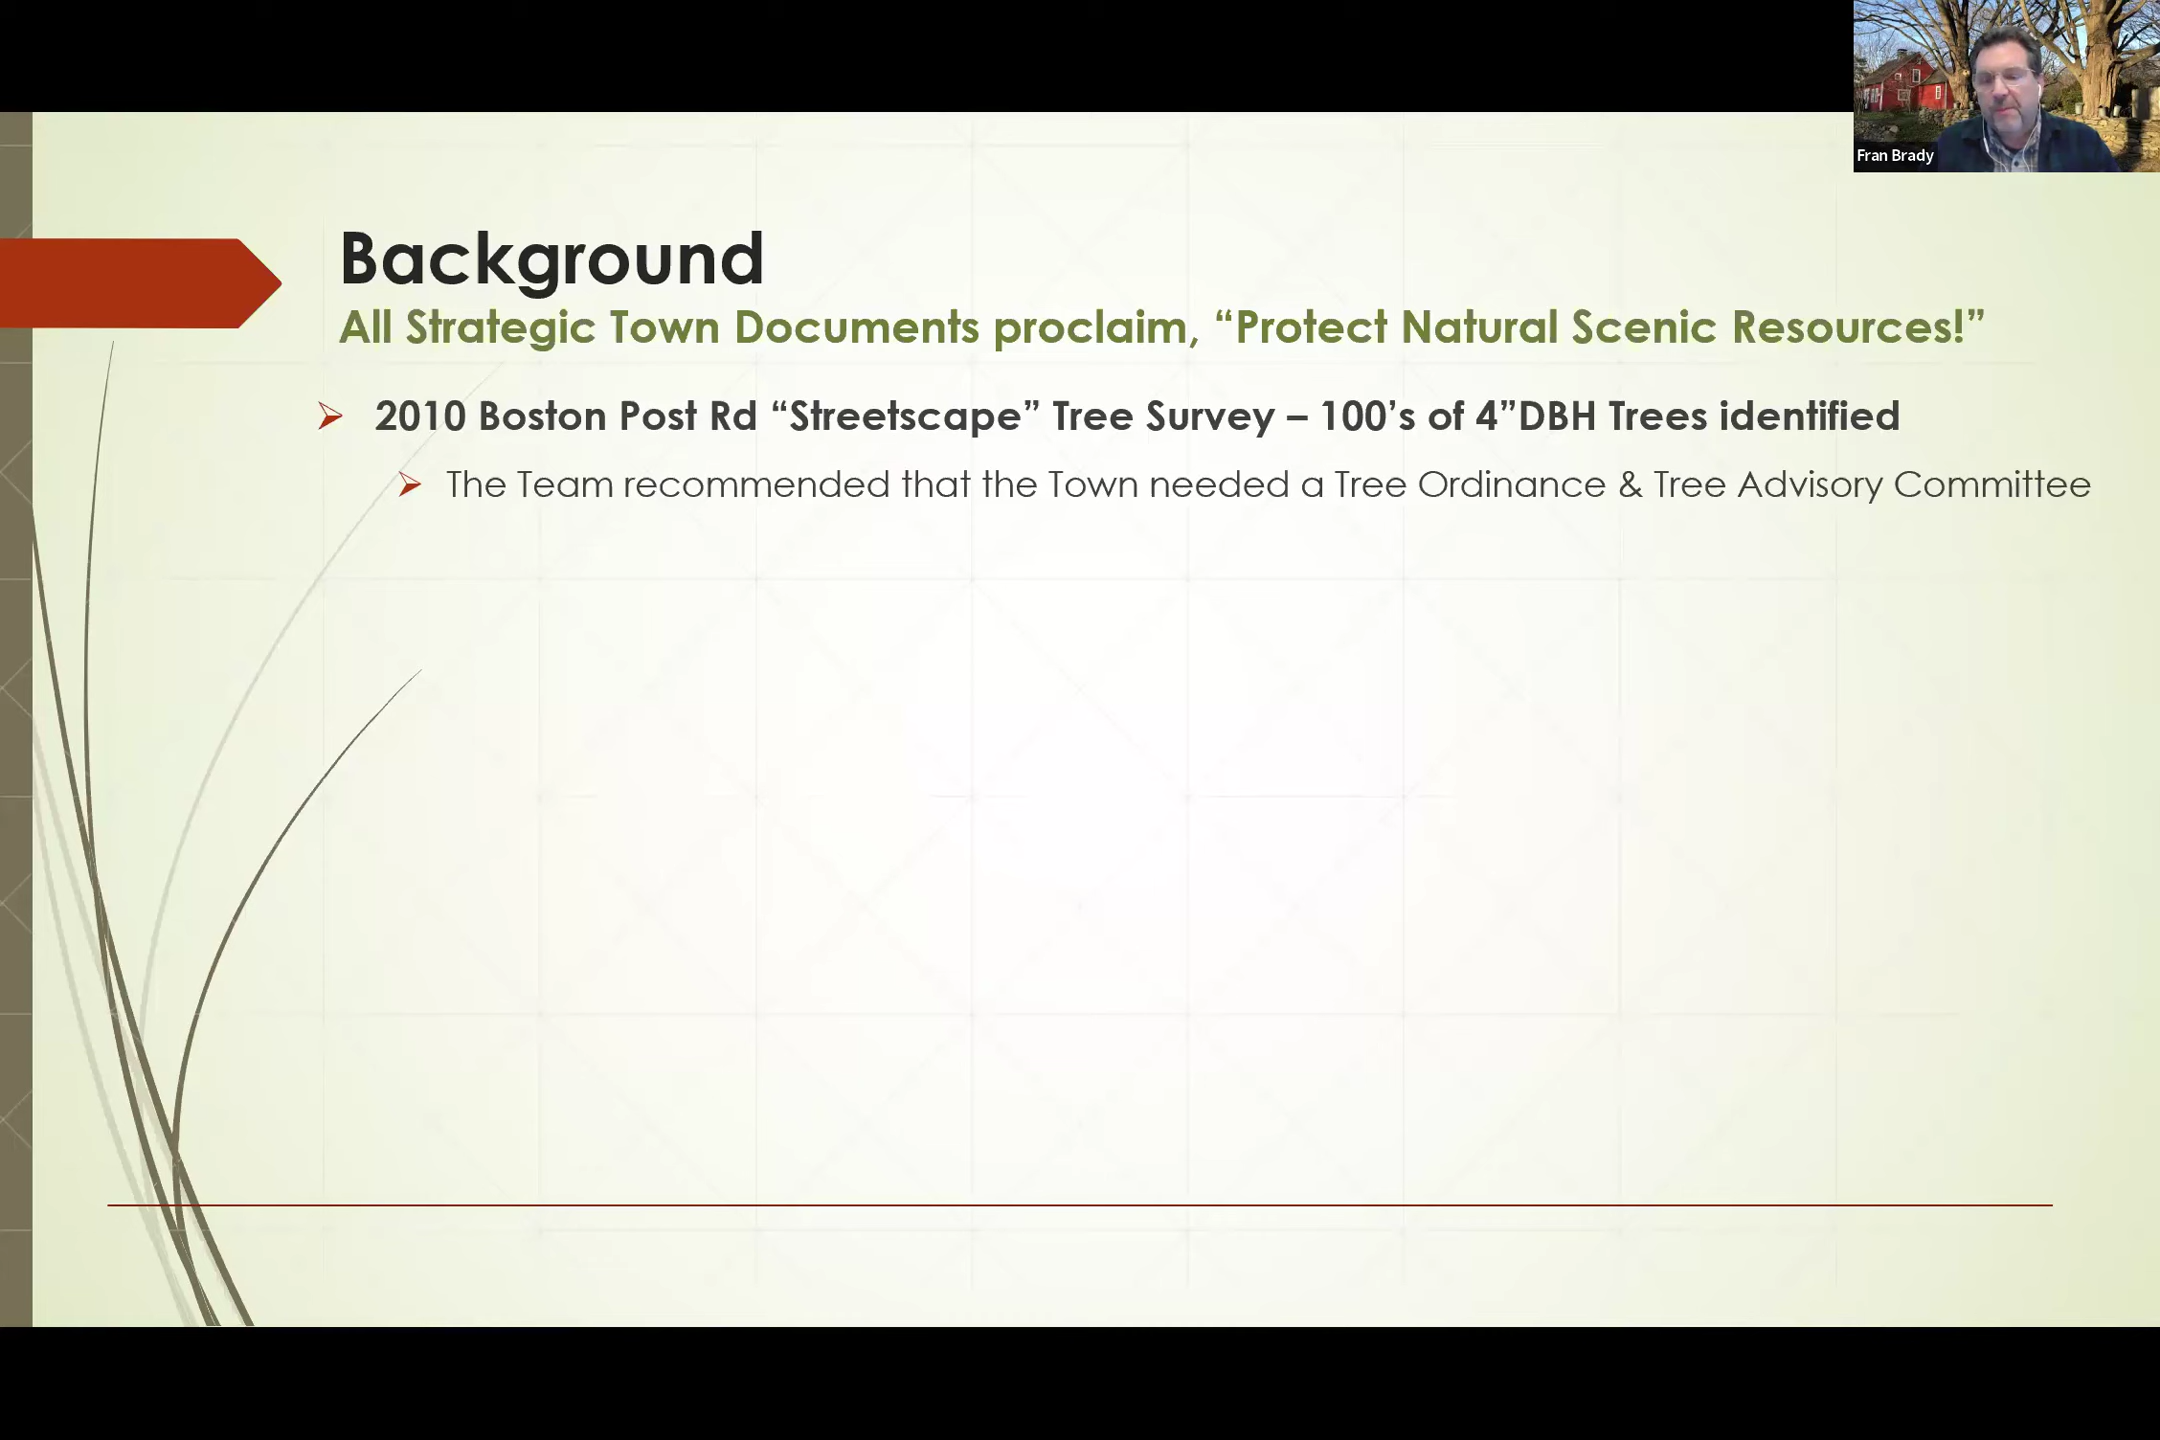 Fran Brady
Background
All Strategic Town Documents proclaim, “Protect Natural Scenic Resources!”
2010 Boston Post Rd “Streetscape” Tree Survey – 100’s of 4”DBH Trees identified
The Team recommended that the Town needed a Tree Ordinance & Tree Advisory Committee